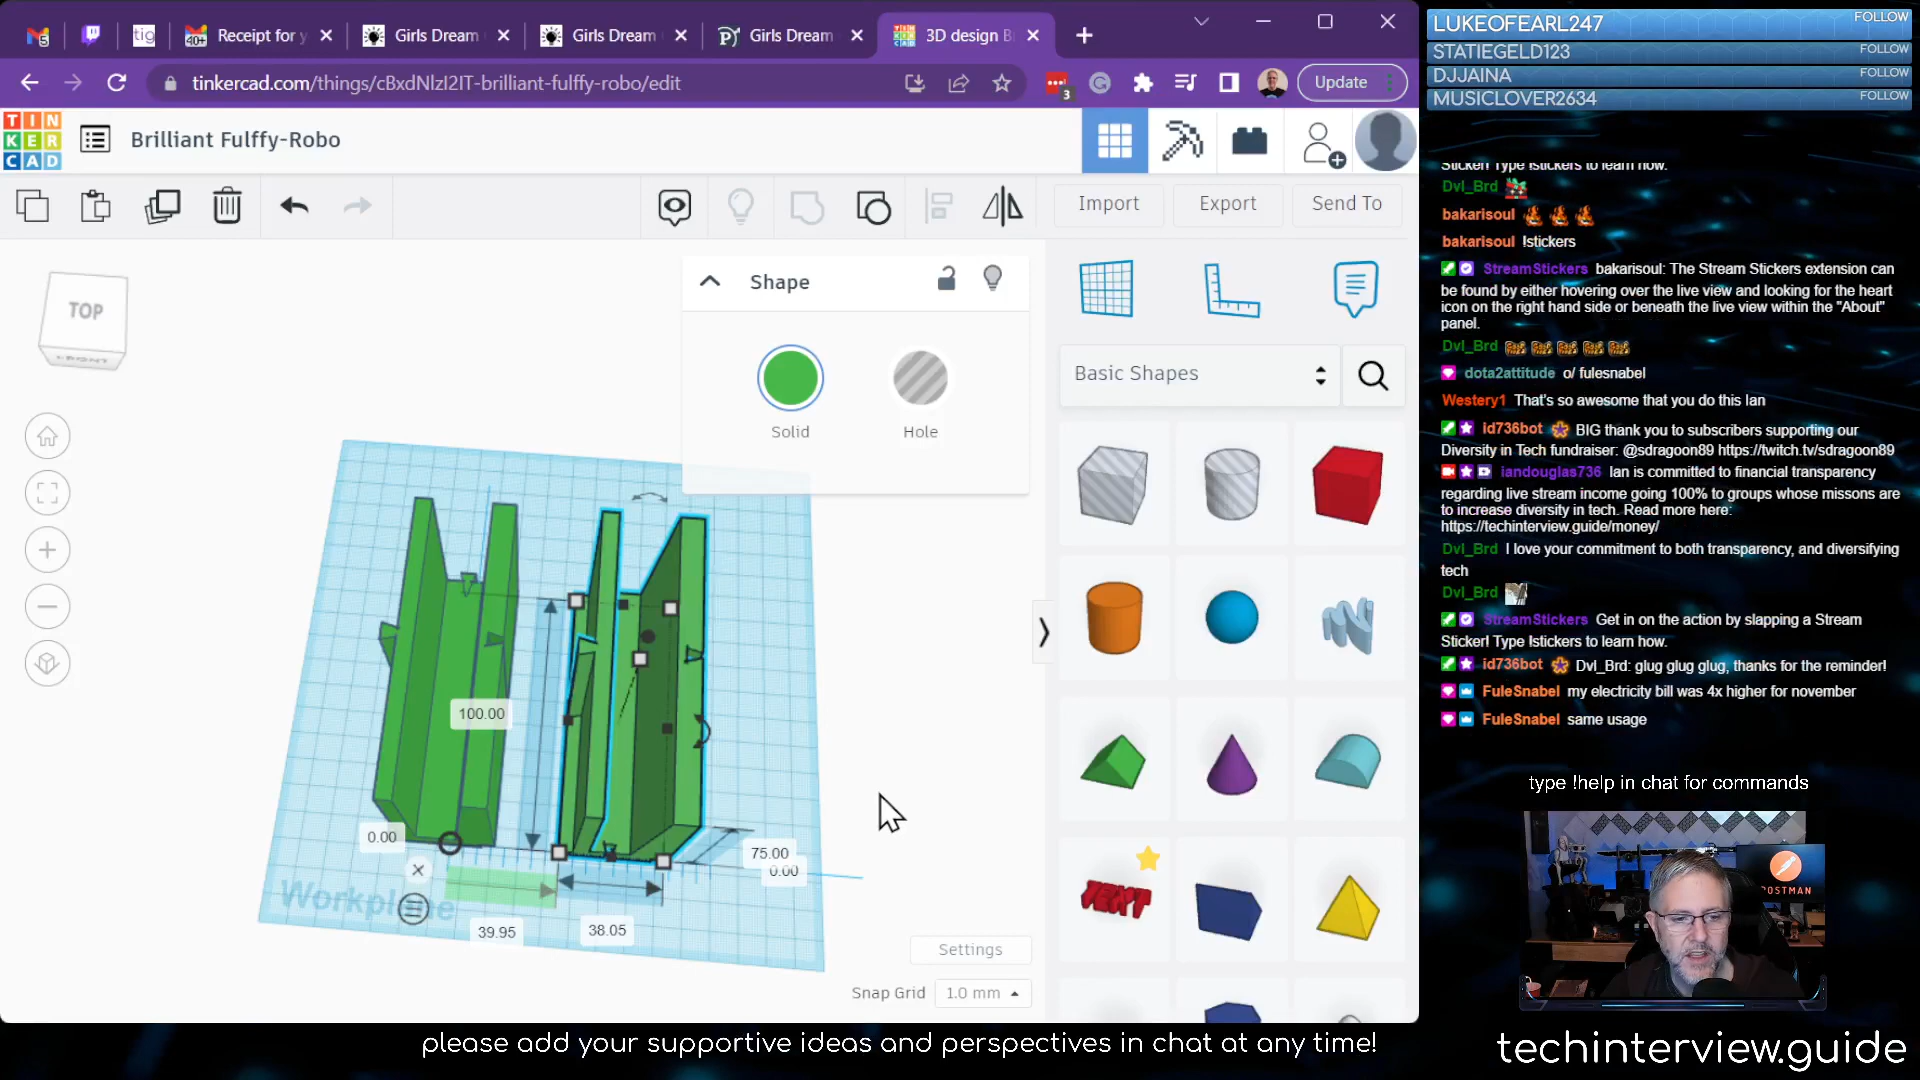 5
tig
40+
Receipt for y
Girls Dream
Girls Dream
Girls Dream
3D design B
tinkercad.com/things/cBxdNlzI2IT-brilliant-fulffy-robo/edit
3
Update
TIN
KER
CAD
Brilliant Fulffy-Robo
Import
Export
Send To
TOP
FRONT
Shape
Solid
Hole
Basic Shapes
TEXT
100.00
0.00
75.00
0.00
39.95
38.05
Workplane
Settings
Snap Grid
1.0 mm
LUKEOFEARL247 FOLLOW
STATIEGELD123 FOLLOW
DJJAINA FOLLOW
MUSICLOVER2634 FOLLOW
Sticker! Type !stickers to learn how.
Dvl_Brd
bakarisoul
bakarisoul !stickers
StreamStickers bakarisoul: The Stream Stickers extension can
be found by either hovering over the live view and looking for the heart
icon on the right hand side or beneath the live view within the "About"
panel.
Dvl_Brd
dota2attitude o/ fulesnabel
Westery1 That's so awesome that you do this Ian
id736bot BIG thank you to subscribers supporting our
Diversity in Tech fundraiser: @sdragoon89 https://twitch.tv/sdragoon89
iandouglas736 Ian is committed to financial transparency
regarding live stream income going 100% to groups whose missons are
to increase diversity in tech. Read more here:
https://techinterview.guide/money/
Dvl_Brd I love your commitment to both transparency, and diversifying
tech
Dvl_Brd
StreamStickers Get in on the action by slapping a Stream
Sticker! Type !stickers to learn how.
id736bot Dvl_Brd: glug glug glug, thanks for the reminder!
FuleSnabel my electricity bill was 4x higher for november
FuleSnabel same usage
type !help in chat for commands
POSTMAN
please add your supportive ideas and perspectives in chat at any time!
techinterview.guide